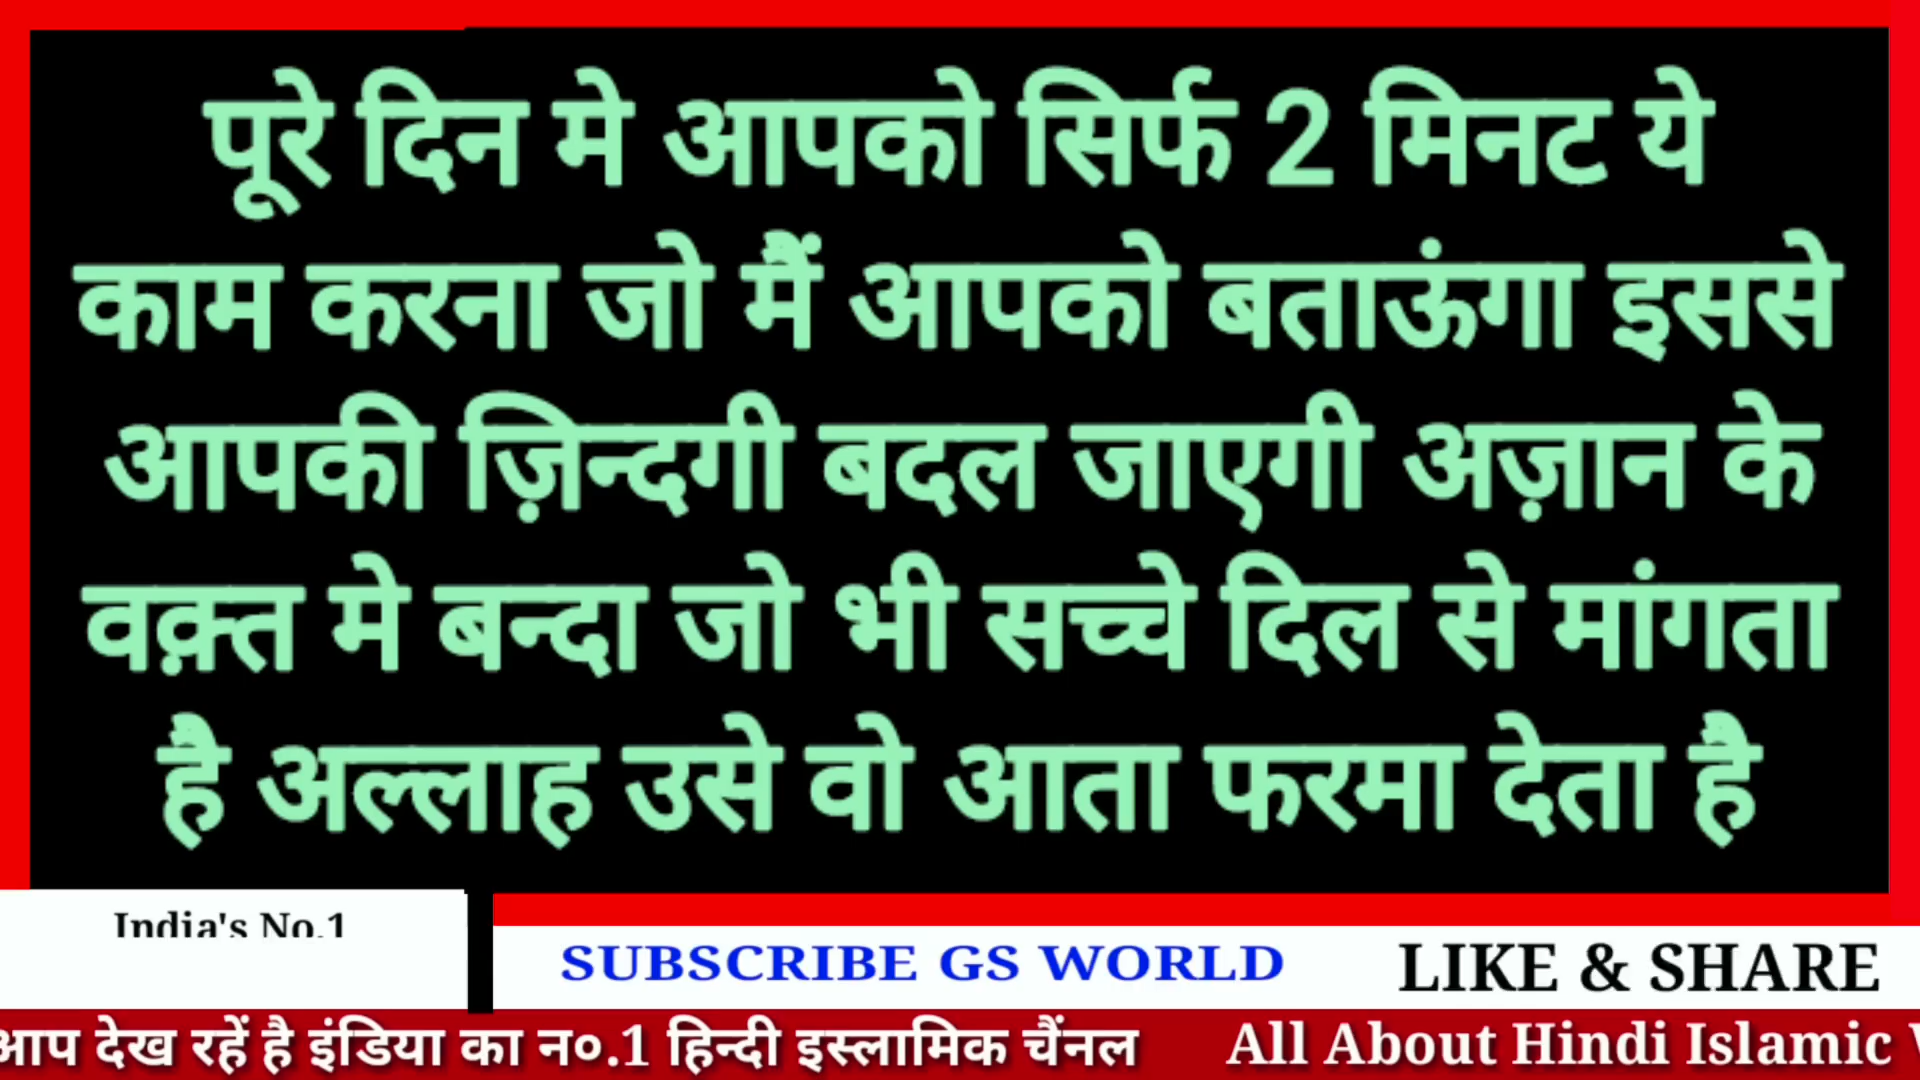 पूरे दिन मे आपको सिर्फ 2 मिनट ये
काम करना जो मैं आपको बताऊंगा इससे
आपकी ज़िन्दगी बदल जाएगी अज़ान के
वक़्त मे बन्दा जो भी सच्चे दिल से मांगता
है अल्लाह उसे वो आता फरमा देता है
India's No.1
SUBSCRIBE GS WORLD
LIKE & SHARE
आप देख रहें है इंडिया का न०.1 हिन्दी इस्लामिक चैंनल
All About Hindi Islamic